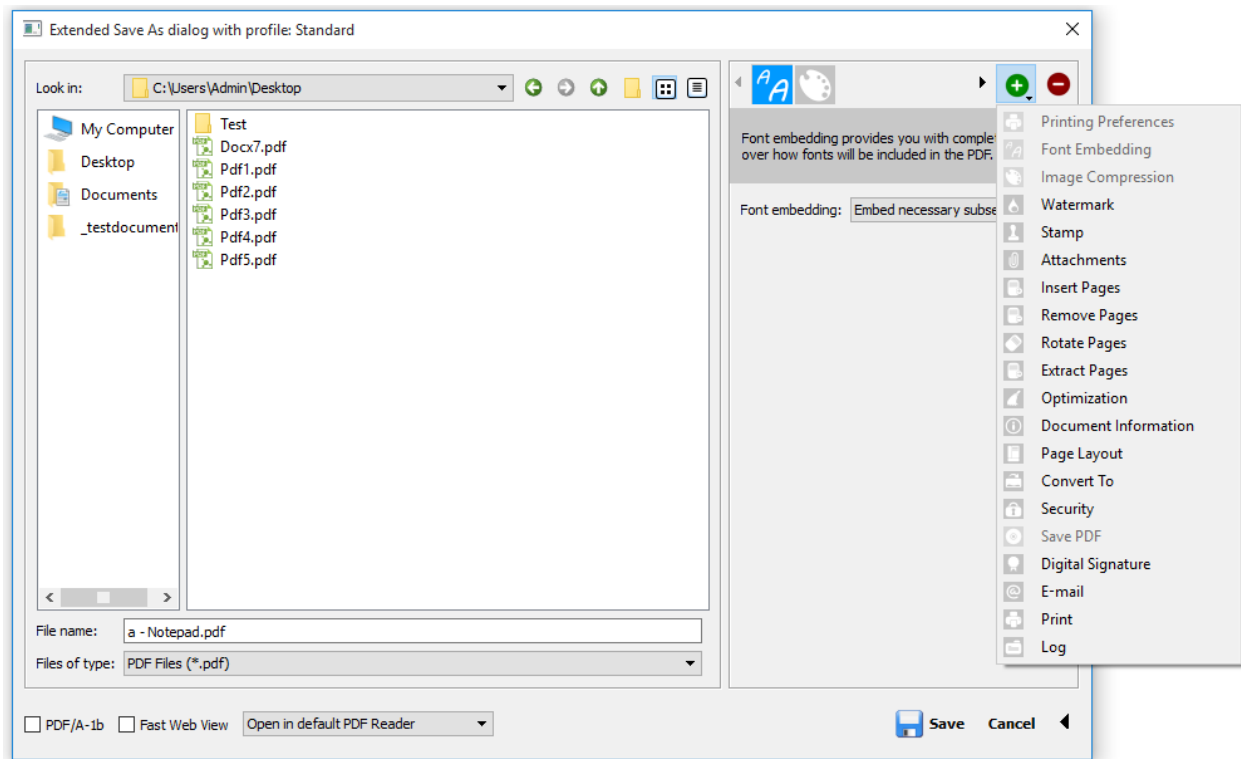 Extended Save As dialog with profile: Standard
Look in:
C:\Users\Admin\Desktop
My Computer
Desktop
Documents
_testdocument
Test
Docx7.pdf
Pdf1.pdf
Pdf2.pdf
Pdf3.pdf
Pdf4.pdf
Pdf5.pdf
File name:
a - Notepad.pdf
Files of type:
PDF Files (*.pdf)
PDF/A-1b
Fast Web View
Open in default PDF Reader
Font embedding provides you with comple
over how fonts will be included in the PDF.
Font embedding:
Embed necessary subse
Printing Preferences
Font Embedding
Image Compression
Watermark
Stamp
Attachments
Insert Pages
Remove Pages
Rotate Pages
Extract Pages
Optimization
Document Information
Page Layout
Convert To
Security
Save PDF
Digital Signature
E-mail
Print
Log
Save
Cancel